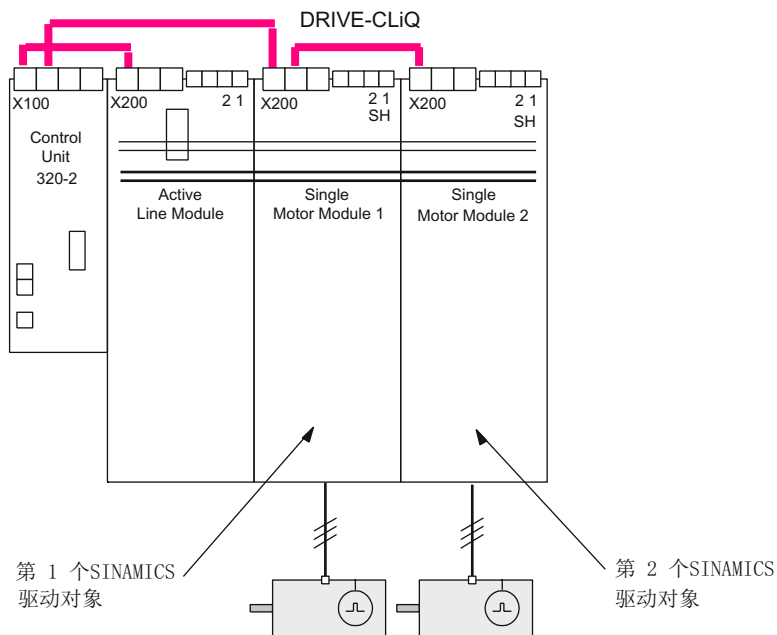 DRIVE-CLiQ
X100
X200
2 1
X200
2 1
SH
X200
2 1
SH
Control
Unit
320-2
Active
Line Module
Single
Motor Module 1
Single
Motor Module 2
第 1 个SINAMICS
驱动对象
第 2 个SINAMICS
驱动对象